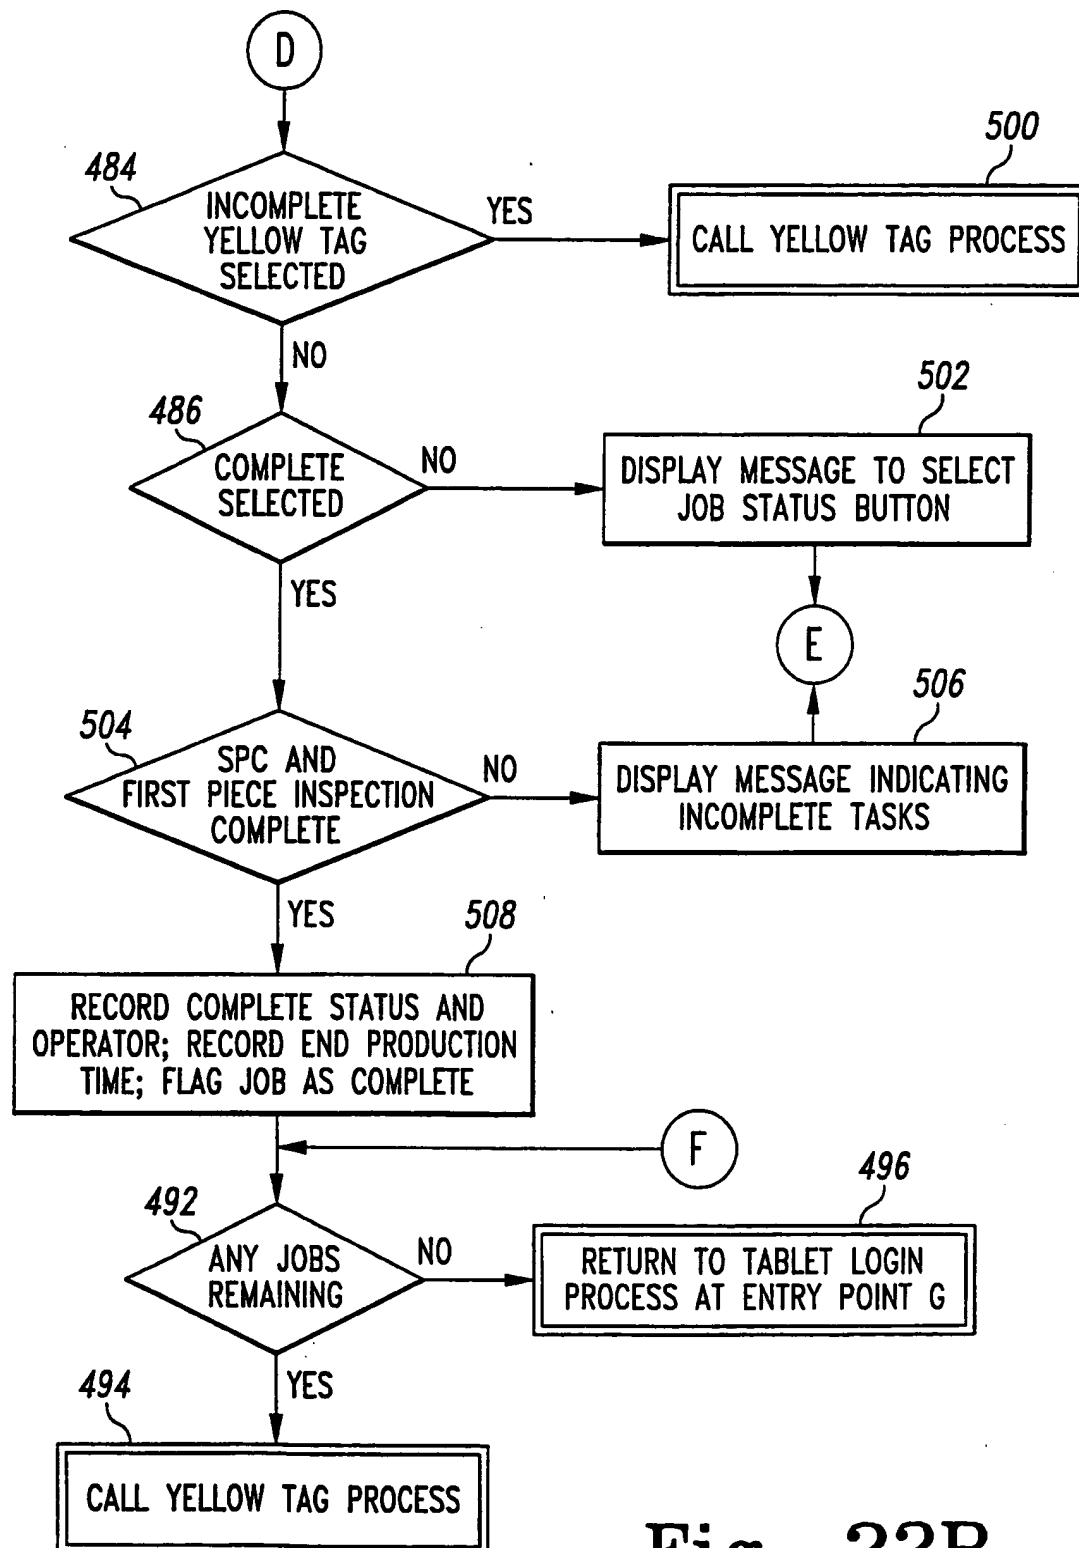 D
484
INCOMPLETE
YELLOW TAG
SELECTED
YES
500
CALL YELLOW TAG PROCESS
NO
486
COMPLETE
SELECTED
NO
502
DISPLAY MESSAGE TO SELECT
JOB STATUS BUTTON
YES
E
504
SPC AND
FIRST PIECE INSPECTION
COMPLETE
NO
506
DISPLAY MESSAGE INDICATING
INCOMPLETE TASKS
YES
508
RECORD COMPLETE STATUS AND
OPERATOR; RECORD END PRODUCTION
TIME; FLAG JOB AS COMPLETE
F
492
ANY JOBS
REMAINING
NO
496
RETURN TO TABLET LOGIN
PROCESS AT ENTRY POINT G
YES
494
CALL YELLOW TAG PROCESS
Fig. 22B